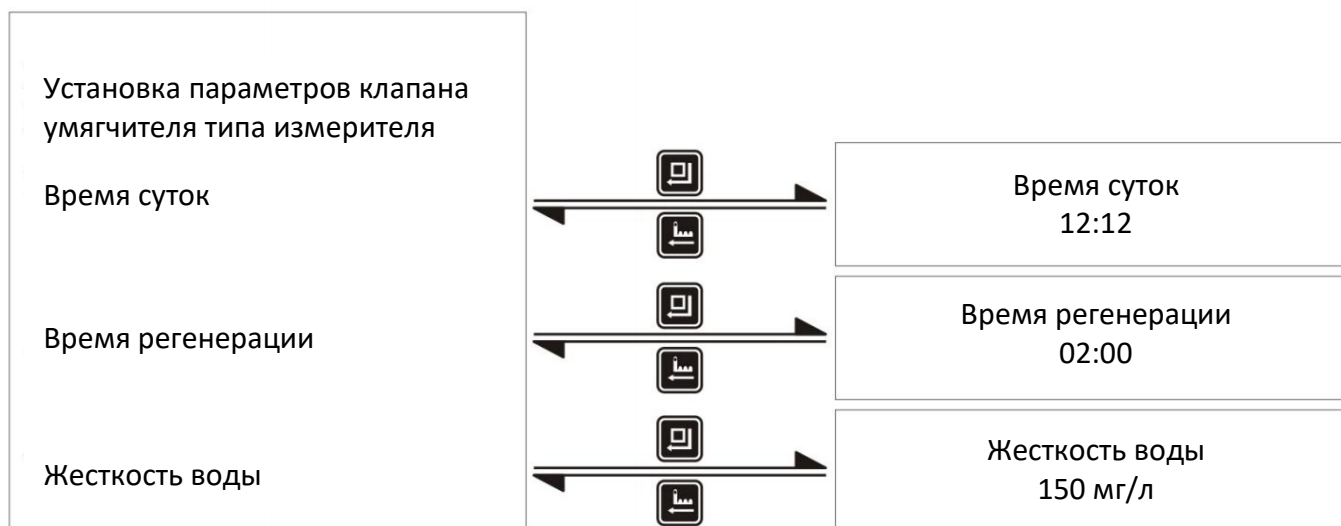 Установка параметров клапана
умягчителя типа измерителя
Время суток
Время суток
12:12
Время регенерации
Время регенерации
02:00
Жесткость воды
Жесткость воды
150 мг/л